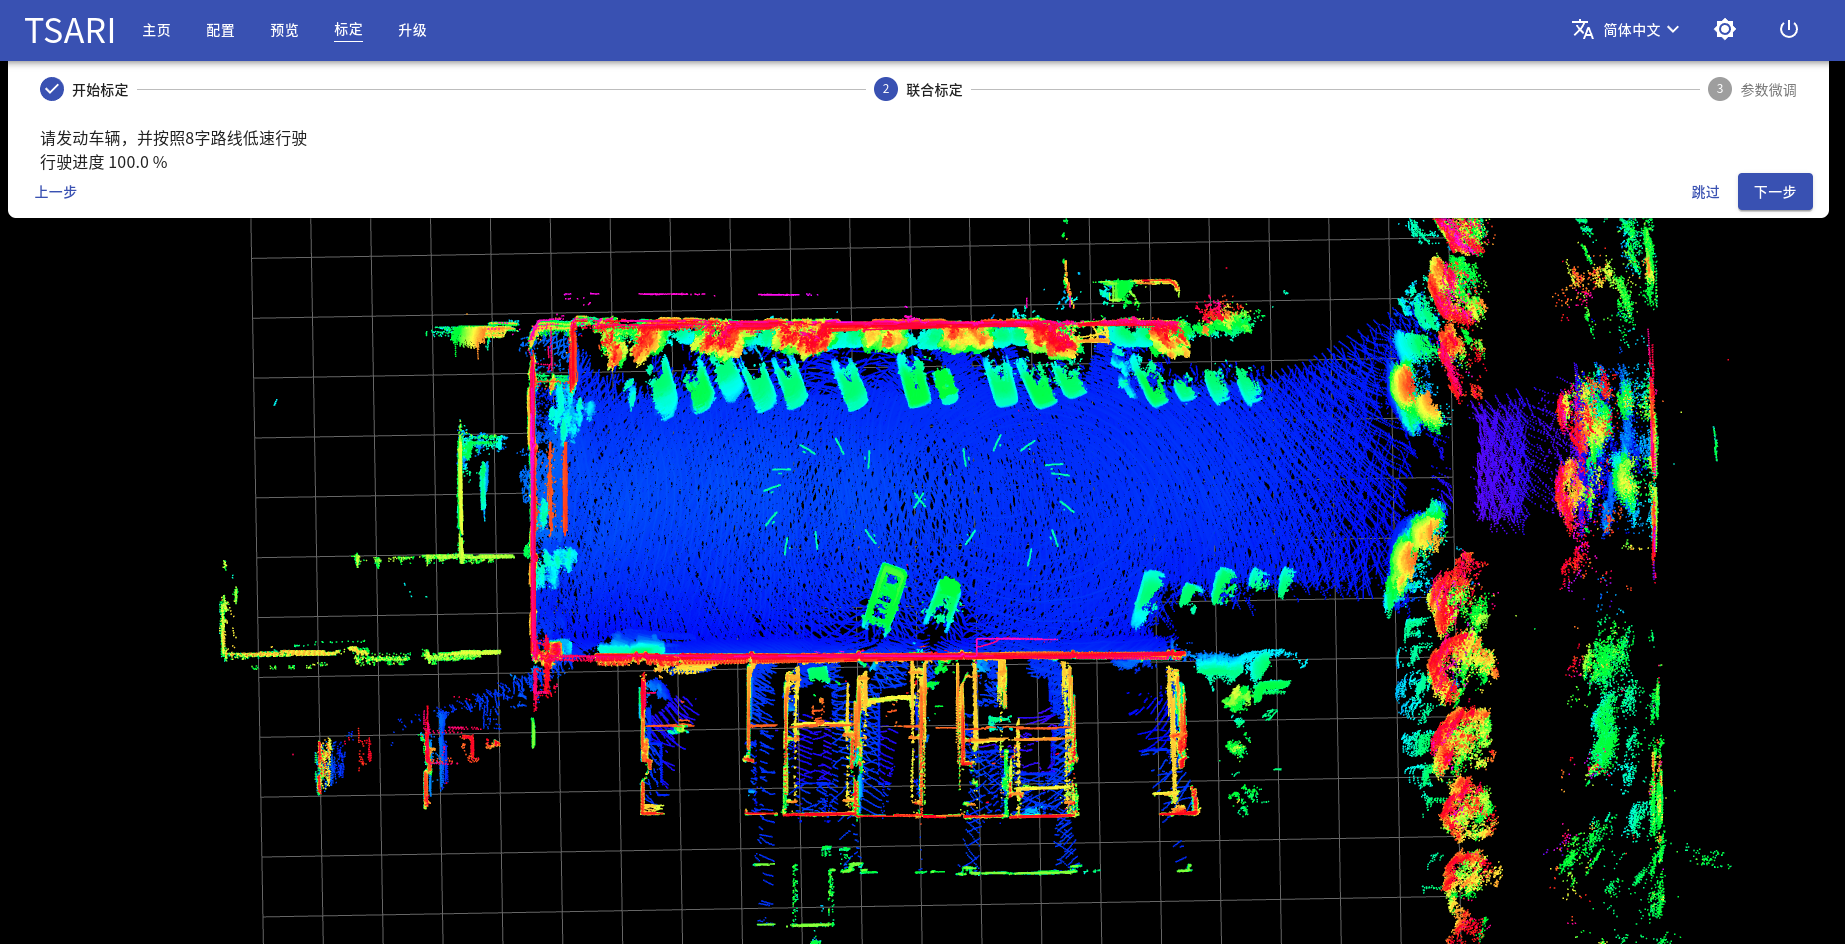 TSARI 主页 配置 预览 标定 升级 简体中文
开始标定 2 联合标定 3 参数微调
请发动车辆，并按照8字路线低速行驶
行驶进度 100.0 %
上一步 跳过 下一步